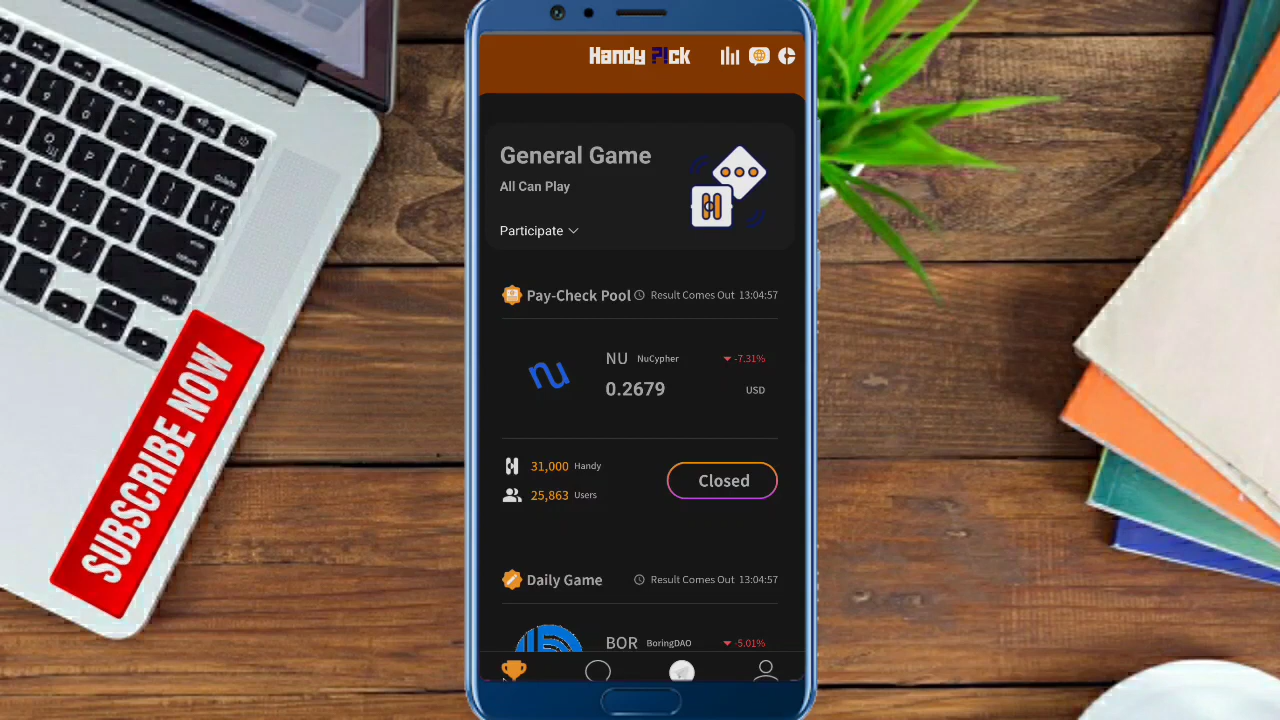 Handy P!ck
General Game
All Can Play
Participate
Pay-Check Pool Result Comes Out 13:04:57
NU NuCypher -7.31%
0.2679 USD
31,000 Handy
25,863 Users
Closed
Daily Game Result Comes Out 13:04:57
BOR BoringDAO -5.01%
SUBSCRIBE NOW